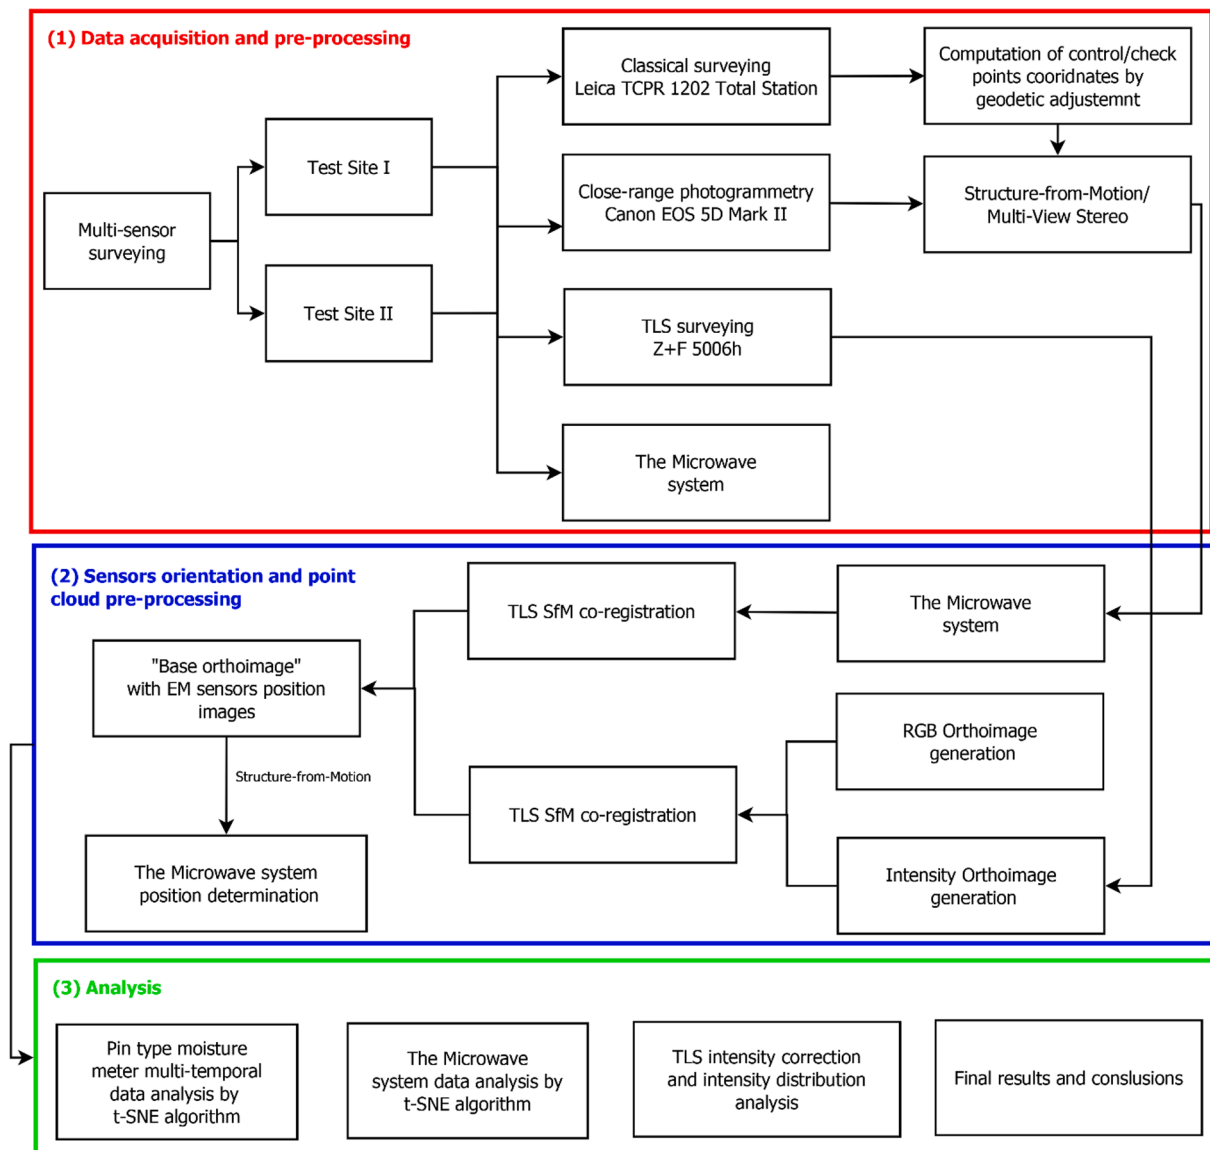 (1) Data acquisition and pre-processing
Multi-sensor
surveying
Test Site I
Test Site II
Classical surveying
Leica TCPR 1202 Total Station
Computation of control/check
points cooridnates by
geodetic adjustemnt
Close-range photogrammetry
Canon EOS 5D Mark II
Structure-from-Motion/
Multi-View Stereo
TLS surveying
Z+F 5006h
The Microwave
system
(2) Sensors orientation and point
cloud pre-processing
TLS SfM co-registration
The Microwave
system
"Base orthoimage"
with EM sensors position
images
RGB Orthoimage
generation
Structure-from-Motion
TLS SfM co-registration
The Microwave system
position determination
Intensity Orthoimage
generation
(3) Analysis
Pin type moisture
meter multi-temporal
data analysis by
t-SNE algorithm
The Microwave
system data analysis by
t-SNE algorithm
TLS intensity correction
and intensity distribution
analysis
Final results and conslusions